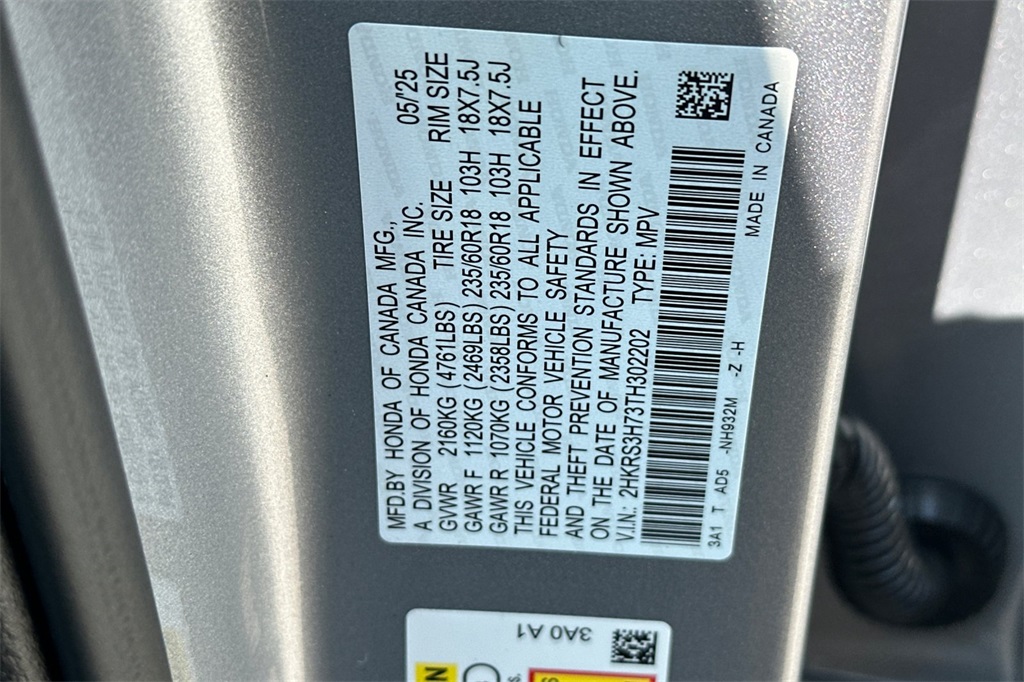 MFD.BY HONDA OF CANADA MFG.,
A DIVISION OF HONDA CANADA INC. 05/'25
GVWR 2160KG (4761LBS) TIRE SIZE RIM SIZE
GAWR F 1120KG (2469LBS) 235/60R18 103H 18X7.5J
GAWR R 1070KG (2358LBS) 235/60R18 103H 18X7.5J
THIS VEHICLE CONFORMS TO ALL APPLICABLE
FEDERAL MOTOR VEHICLE SAFETY
AND THEFT PREVENTION STANDARDS IN EFFECT
ON THE DATE OF MANUFACTURE SHOWN ABOVE.
V.I.N: 2HKRS3H73TH302202 TYPE: MPV
3A1 T AD5 -NH932M -Z -H
MADE IN CANADA
3A0 A1